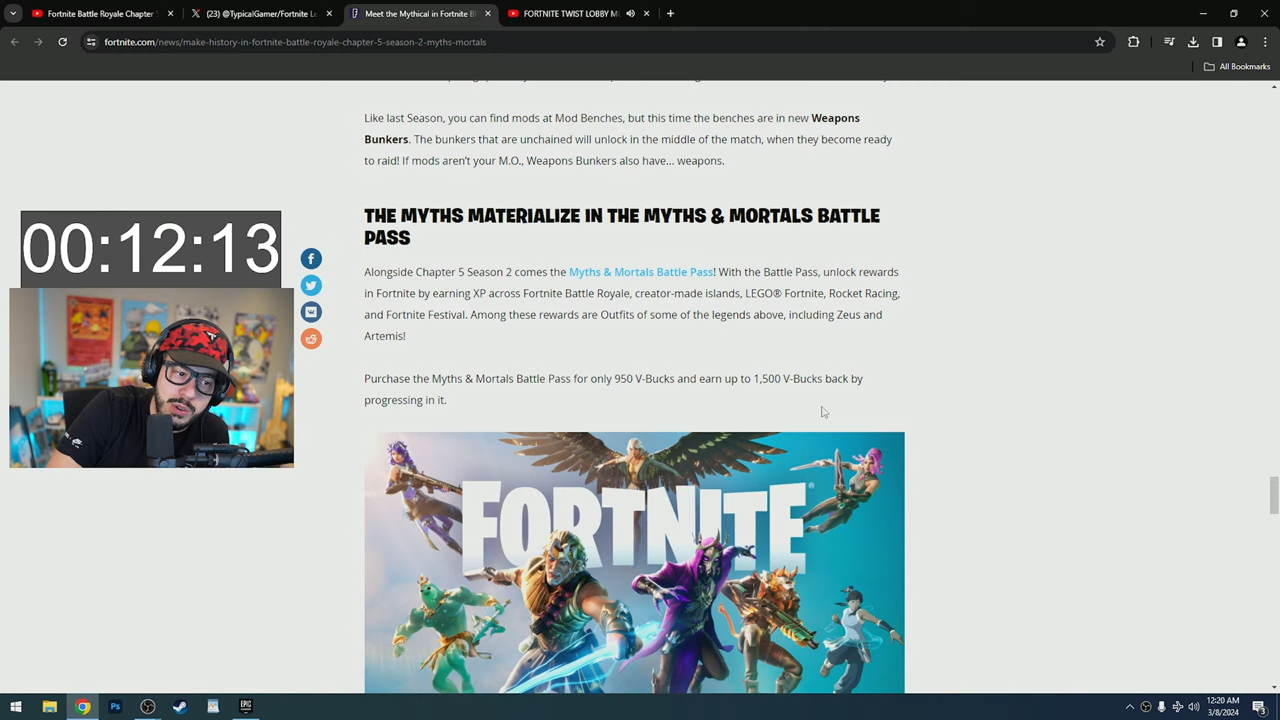 Fortnite Battle Royale Chapter 5
(23) @TypicalGamer/Fortnite Le
Meet the Mythical in Fortnite B
FORTNITE TWIST LOBBY M
fortnite.com/news/make-history-in-fortnite-battle-royale-chapter-5-season-2-myths-mortals
All Bookmarks
Like last Season, you can find mods at Mod Benches, but this time the benches are in new Weapons
Bunkers. The bunkers that are unchained will unlock in the middle of the match, when they become ready
to raid! If mods aren't your M.O., Weapons Bunkers also have... weapons.
00:12:13
THE MYTHS MATERIALIZE IN THE MYTHS & MORTALS BATTLE
PASS
Alongside Chapter 5 Season 2 comes the Myths & Mortals Battle Pass! With the Battle Pass, unlock rewards
in Fortnite by earning XP across Fortnite Battle Royale, creator-made islands, LEGO® Fortnite, Rocket Racing,
and Fortnite Festival. Among these rewards are Outfits of some of the legends above, including Zeus and
Artemis!
Purchase the Myths & Mortals Battle Pass for only 950 V-Bucks and earn up to 1,500 V-Bucks back by
progressing in it.
FORTNITE
12:20 AM
3/8/2024